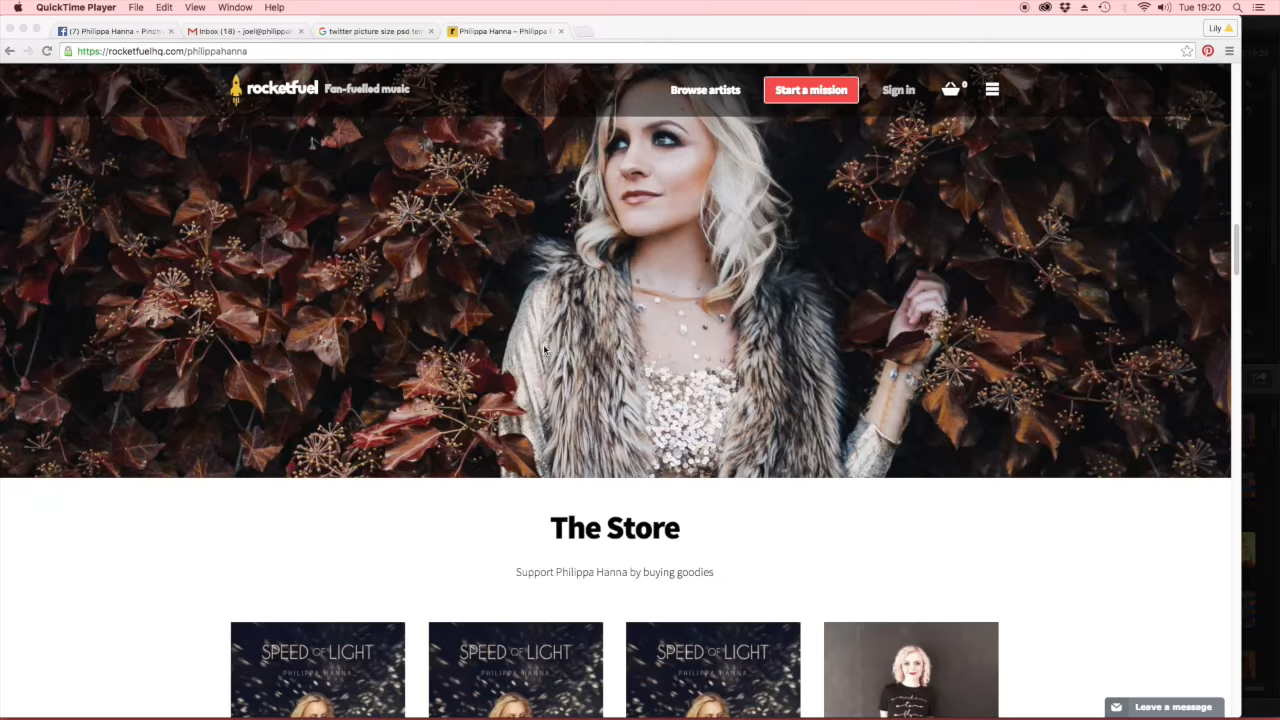 QuickTime Player File Edit View Window Help Tue 19:20
(7) Philippa Hanna - Pinch Inbox (18) - joel@philippa twitter picture size psd tem Philippa Hanna – Philippa Lily
https://rocketfuelhq.com/philippahanna
rocketfuel Fan-fuelled music Browse artists Start a mission Sign in 0
The Store
Support Philippa Hanna by buying goodies
SPEED OF LIGHT SPEED OF LIGHT SPEED OF LIGHT
PHILIPPA HANNA PHILIPPA HANNA PHILIPPA HANNA
Leave a message